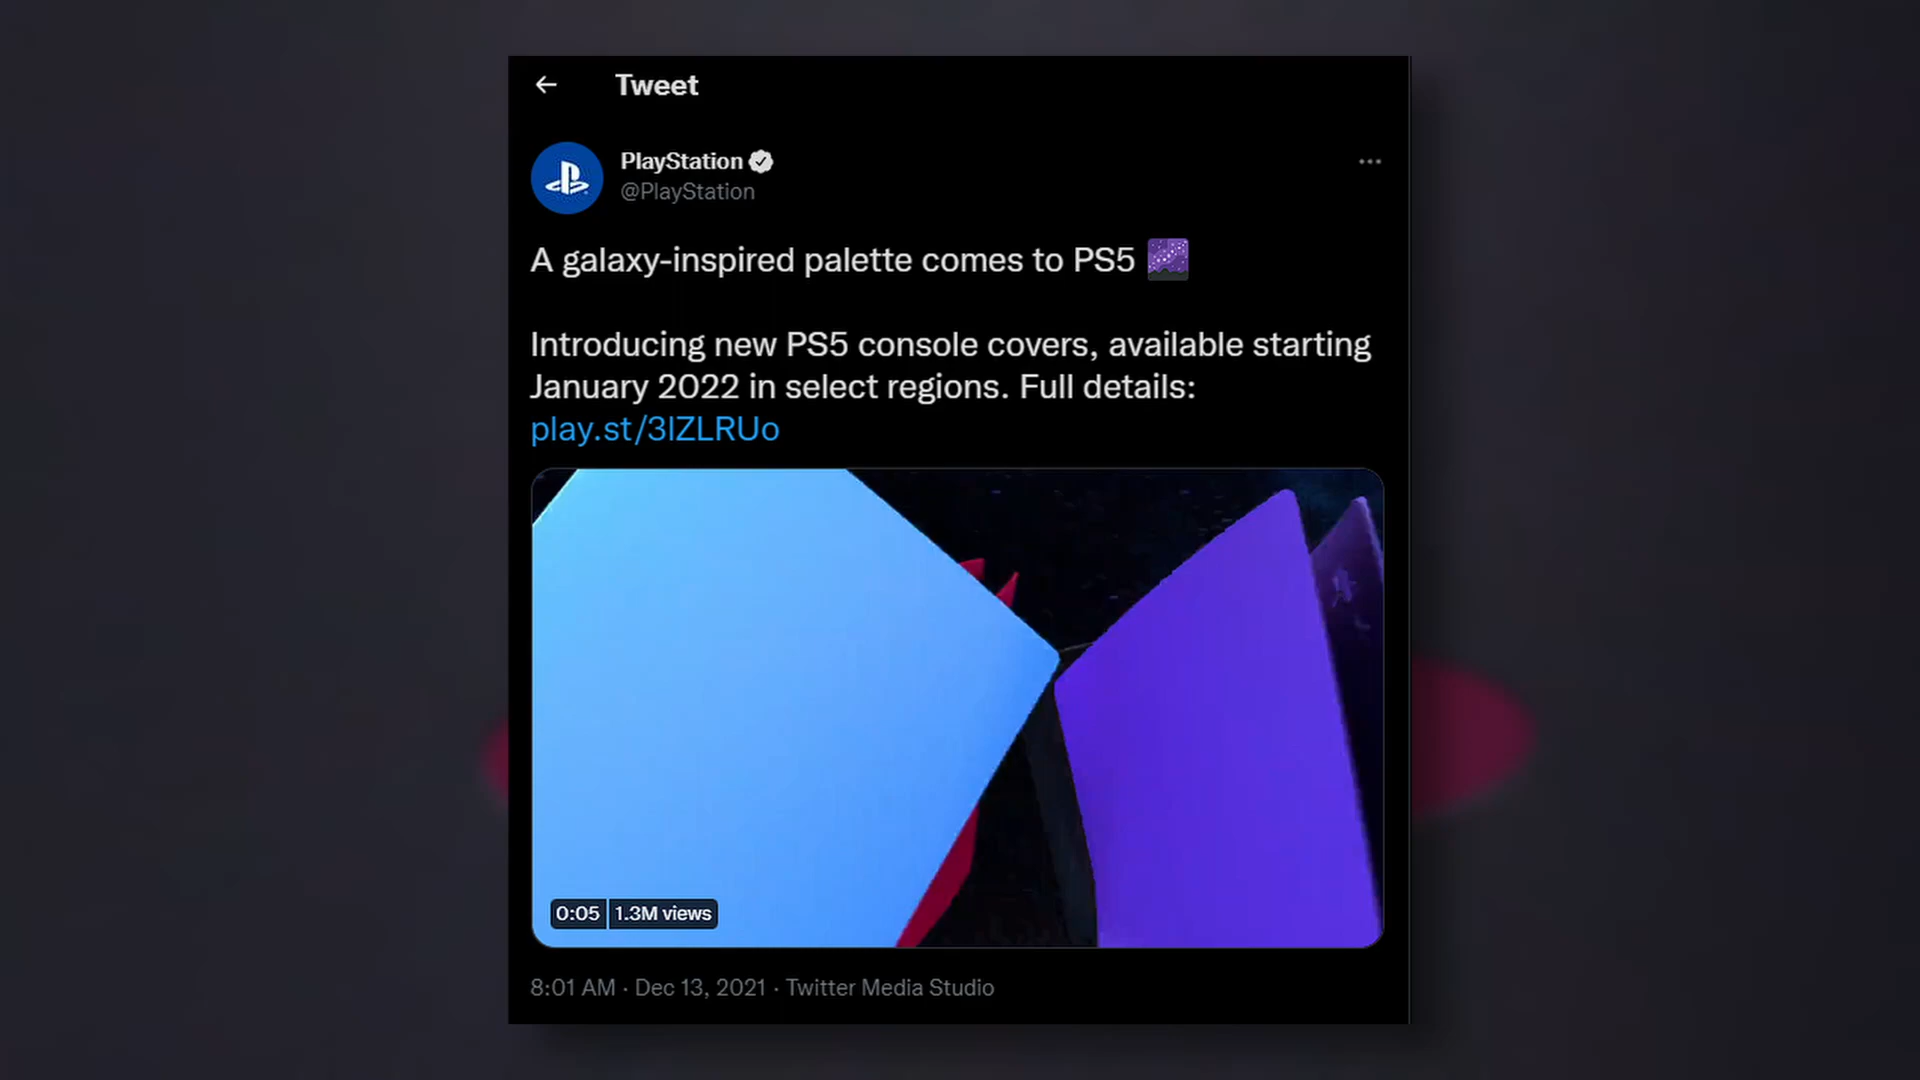 Tweet
PlayStation
@PlayStation
A galaxy-inspired palette comes to PS5
Introducing new PS5 console covers, available starting
January 2022 in select regions. Full details:
play.st/3lZLRUo
0:05 1.3M views
8:01 AM · Dec 13, 2021 · Twitter Media Studio